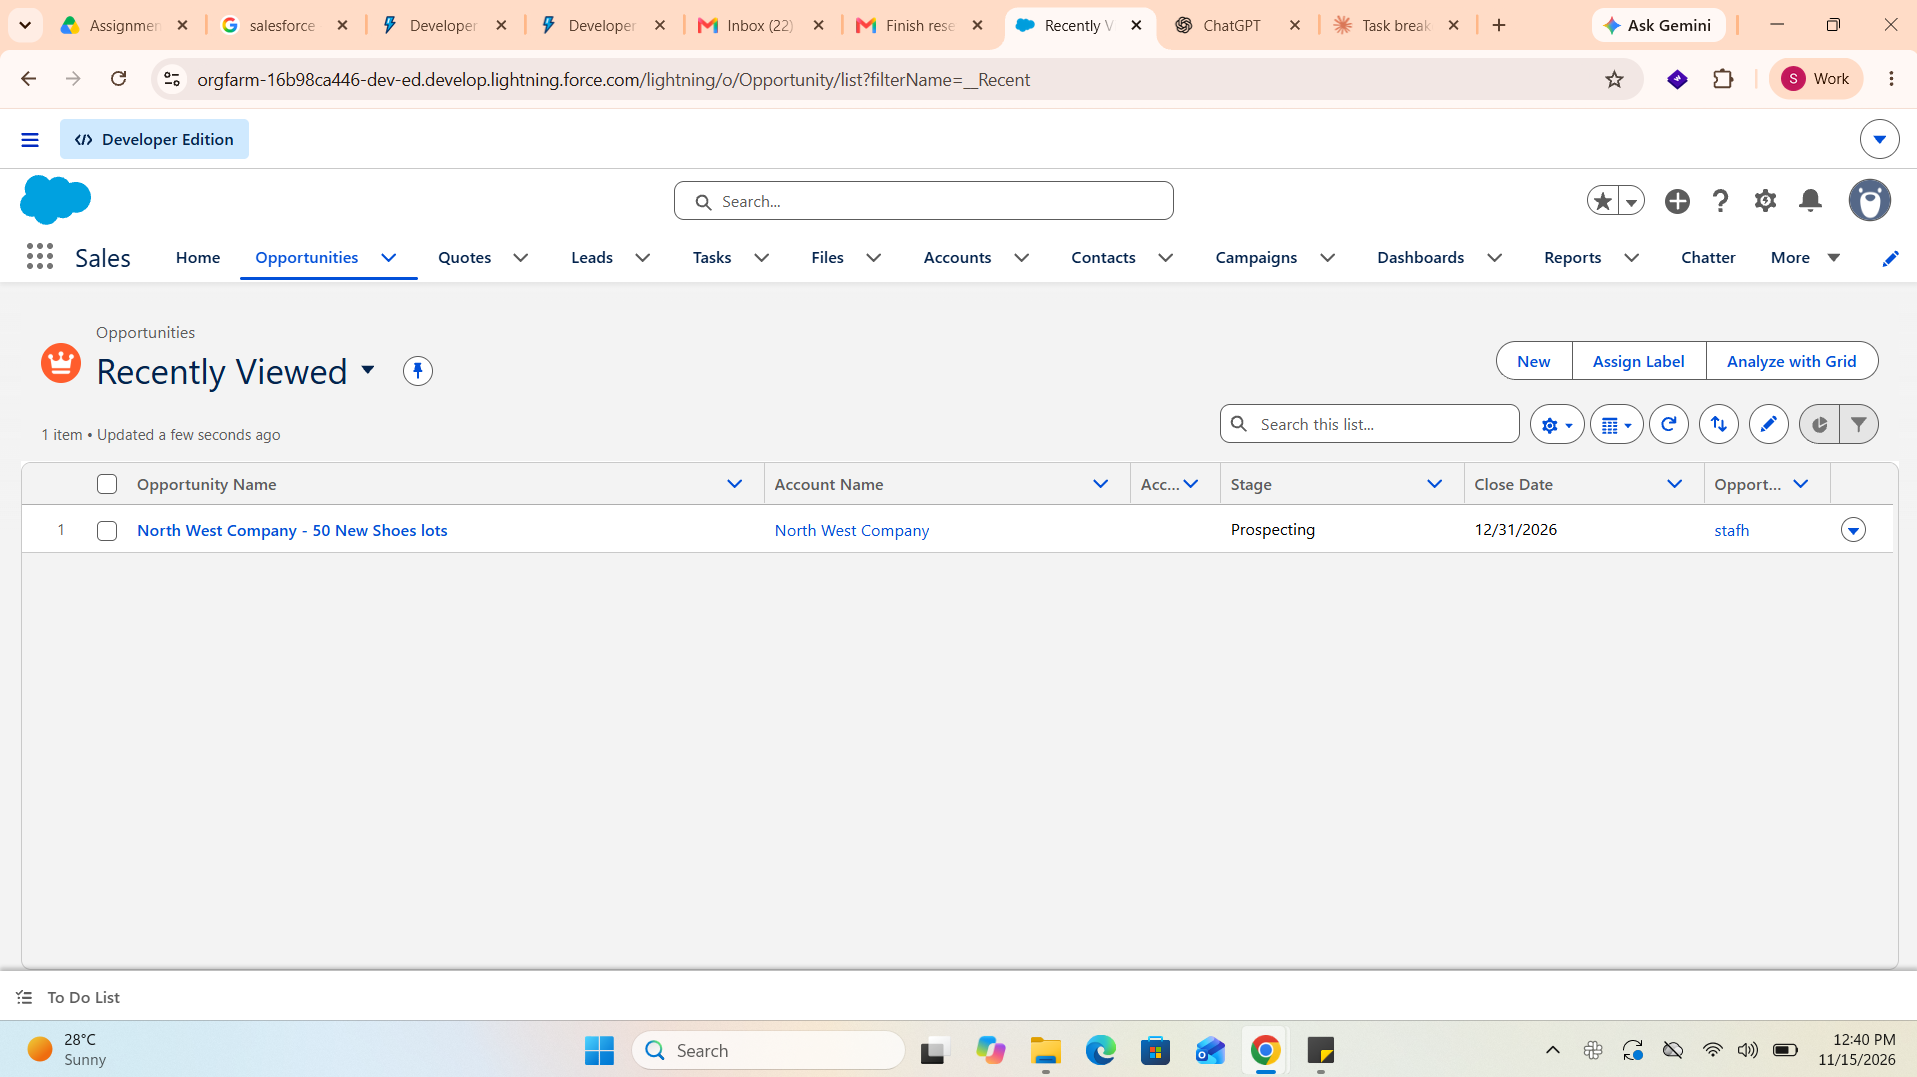 Assignmen
salesforce
Developer
Developer
Inbox (22)
Finish rese
Recently V
ChatGPT
Task break
Ask Gemini
orgfarm-16b98ca446-dev-ed.develop.lightning.force.com/lightning/o/Opportunity/list?filterName=__Recent
S Work
Developer Edition
Search...
Sales
Home
Opportunities
Quotes
Leads
Tasks
Files
Accounts
Contacts
Campaigns
Dashboards
Reports
Chatter
More
Opportunities
Recently Viewed
New
Assign Label
Analyze with Grid
1 item • Updated a few seconds ago
Search this list...
Opportunity Name
Account Name
Acc...
Stage
Close Date
Opport...
1
North West Company - 50 New Shoes lots
North West Company
Prospecting
12/31/2026
stafh
To Do List
28°C
Sunny
Search
12:40 PM
11/15/2026